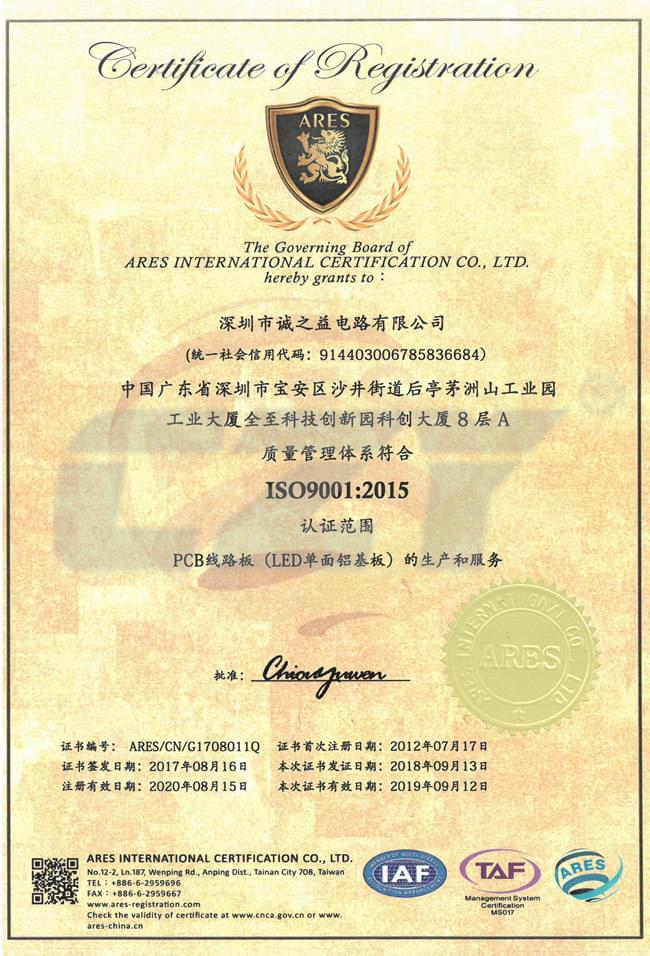 Certificate of Registration
ARES
The Governing Board of
ARES INTERNATIONAL CERTIFICATION CO., LTD.
hereby grants to：
深圳市诚之益电路有限公司
(统一社会信用代码：914403006785836684)
中国广东省深圳市宝安区沙井街道后亭茅洲山工业园
工业大厦全至科技创新园科创大厦8层A
CZY
质量管理体系符合
ISO9001:2015
认证范围
PCB线路板（LED单面铝基板）的生产和服务
ARES INTERNATIONAL CO., LTD
ARES
批准：
证书编号： ARES/CN/G1708011Q 证书首次注册日期：2012年07月17日
证书签发日期：2017年08月16日 本次证书发证日期：2018年09月13日
注册有效日期：2020年08月15日 本次证书有效日期：2019年09月12日
ARES INTERNATIONAL CERTIFICATION CO., LTD.
No.12-2, Ln.187, Wenping Rd., Anping Dist., Tainan City 708, Taiwan
TEL：+886-6-2959696
FAX：+886-6-2959667
www.ares-registration.com
Check the validity of certificate at www.cnca.gov.cn or www.
ares-china.cn
MEMBER OF MULTILATERAL
IAF
RECOGNITION ARRANGEMENT
TAF
Management System
Certification
MS017
ARES